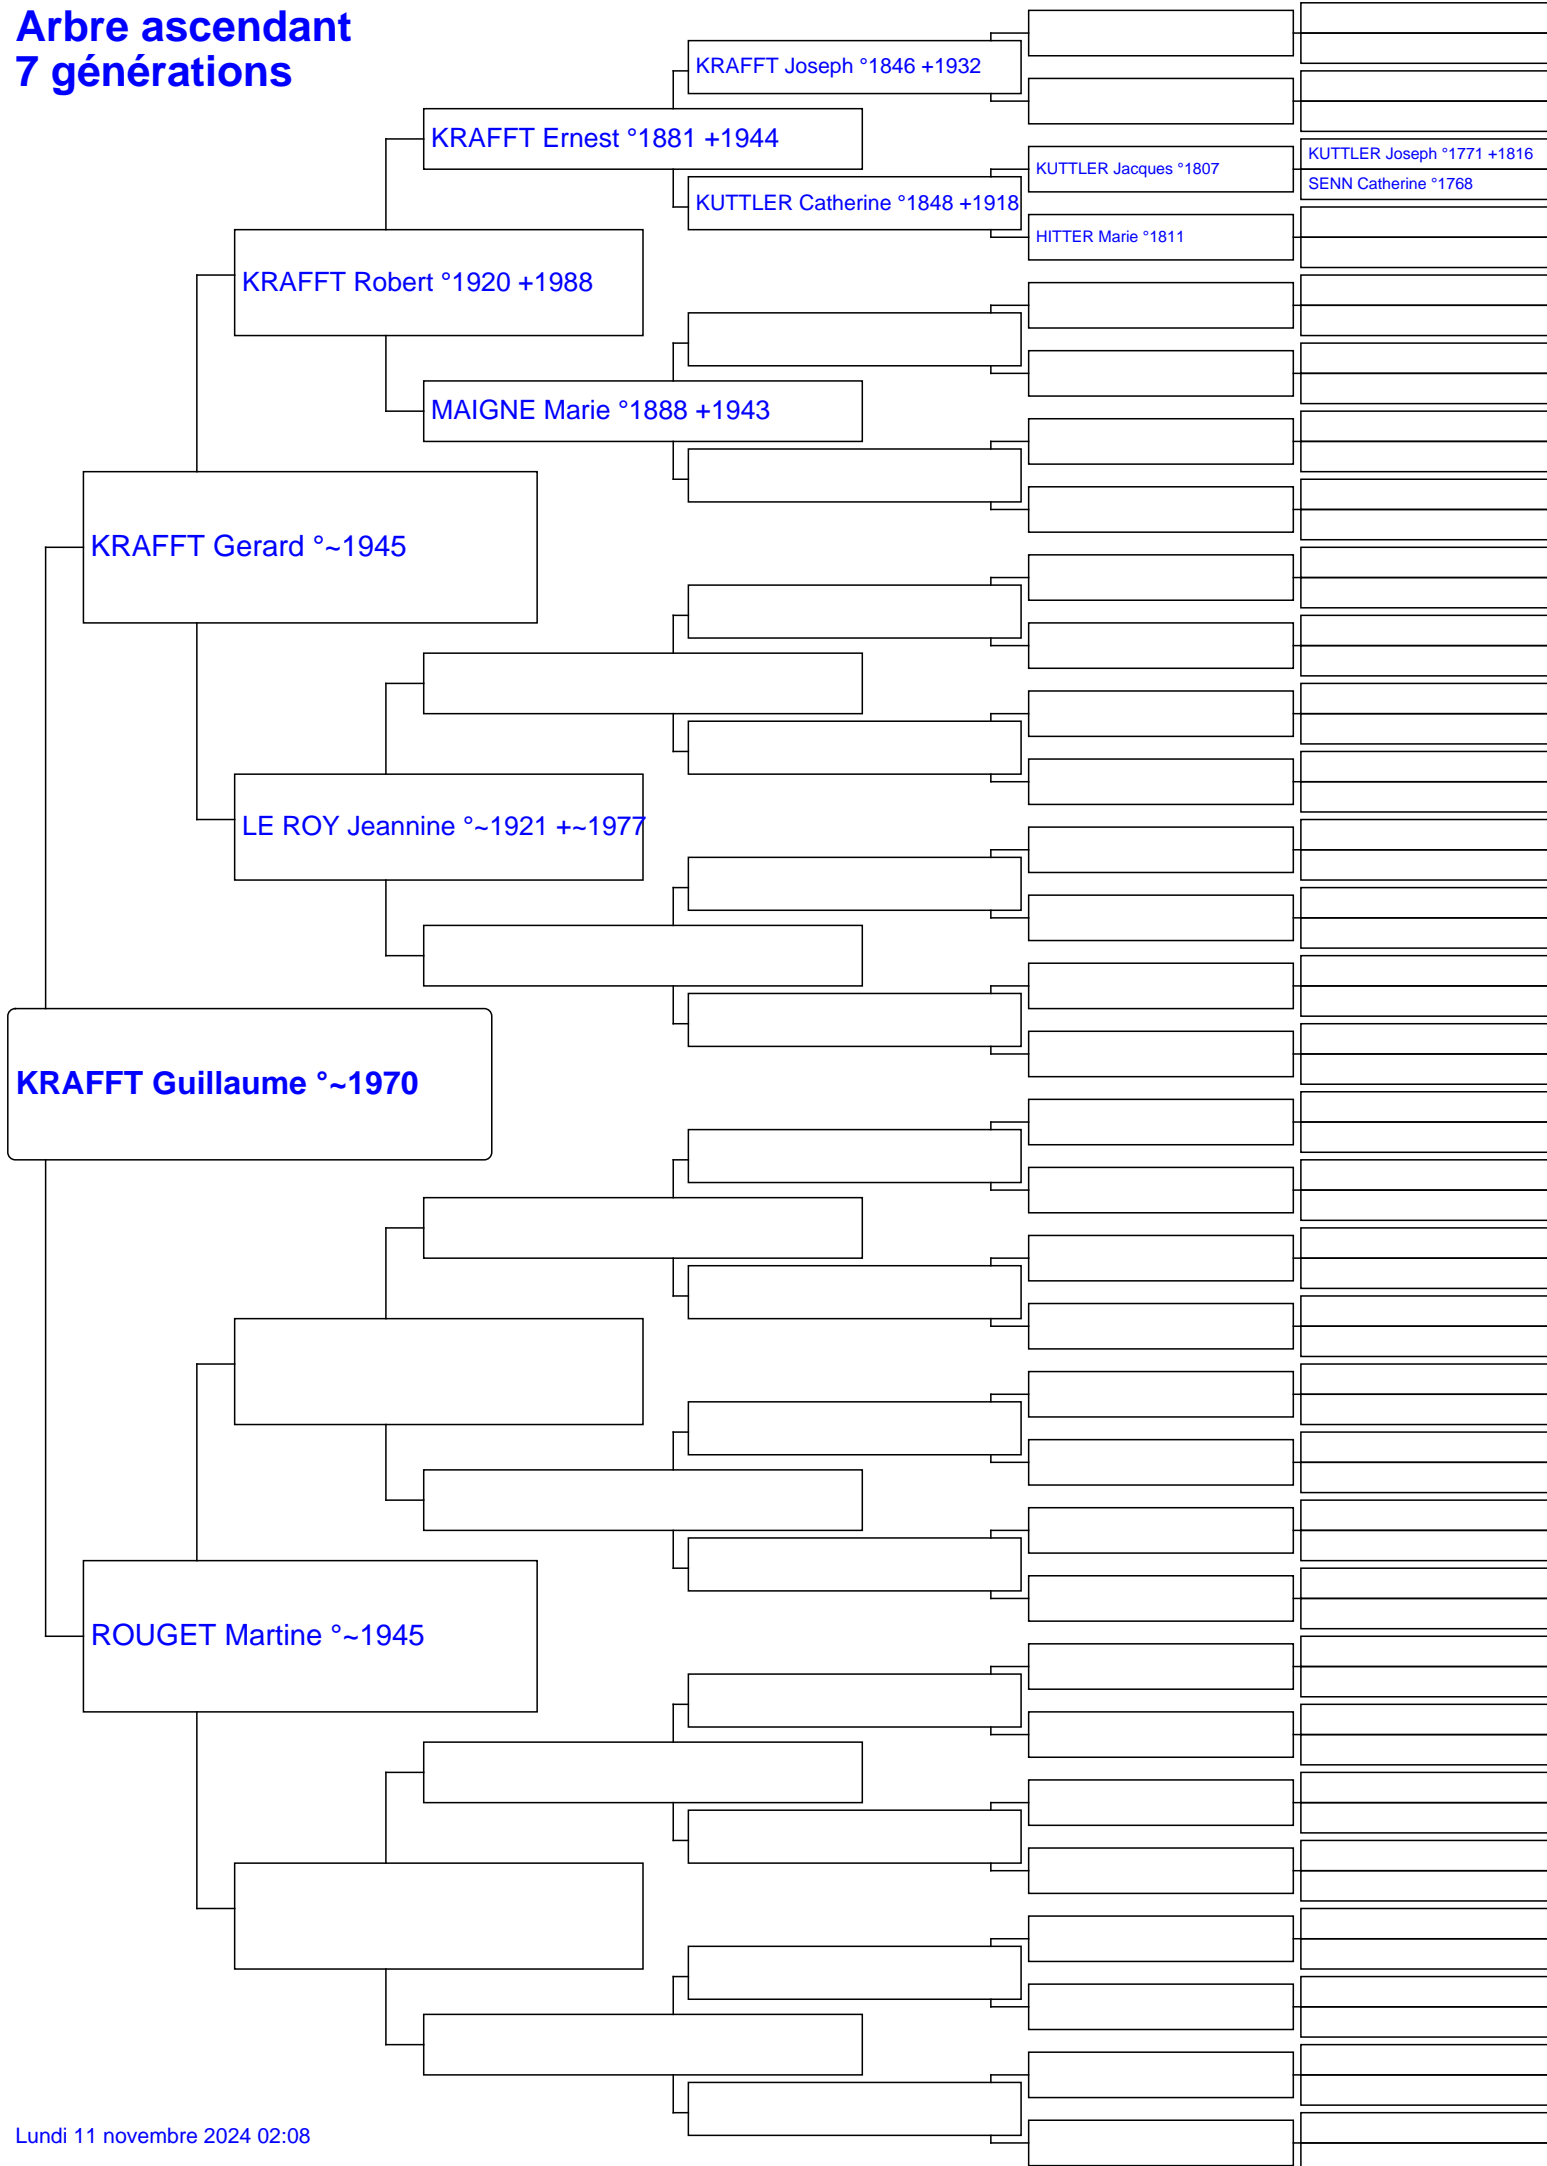 Arbre ascendant
7 générations
KRAFFT Joseph °1846 +1932
KRAFFT Ernest °1881 +1944
KUTTLER Joseph °1771 +1816
KUTTLER Jacques °1807
SENN Catherine °1768
KUTTLER Catherine °1848 +1918
HITTER Marie °1811
KRAFFT Robert °1920 +1988
MAIGNE Marie °1888 +1943
KRAFFT Gerard °~1945
LE ROY Jeannine °~1921 +~1977
KRAFFT Guillaume °~1970
ROUGET Martine °~1945
Lundi 11 novembre 2024 02:08